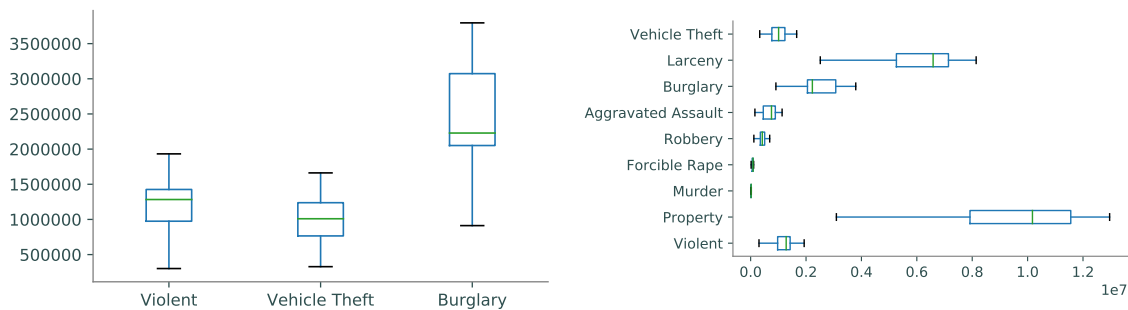 3500000
3000000
2500000
2000000
1500000
1000000
500000
Violent
Vehicle Theft
Burglary
Vehicle Theft
Larceny
Burglary
Aggravated Assault
Robbery
Forcible Rape
Murder
Property
Violent
0.0 0.2 0.4 0.6 0.8 1.0 1.2
1e7